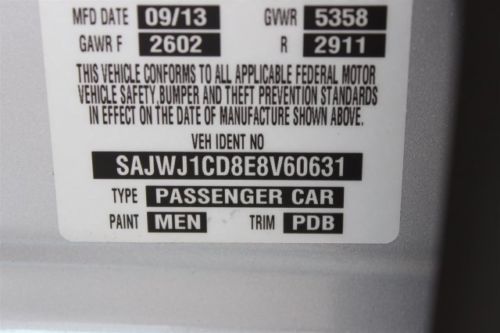 MFD DATE 09/13 GVWR 5358
GAWR F 2602 R 2911
THIS VEHICLE CONFORMS TO ALL APPLICABLE FEDERAL MOTOR
VEHICLE SAFETY, BUMPER AND THEFT PREVENTION STANDARDS
IN EFFECT ON THE DATE OF MANUFACTURE SHOWN ABOVE.
VEH IDENT NO
SAJWJ1CD8E8V60631
TYPE PASSENGER CAR
PAINT MEN TRIM PDB